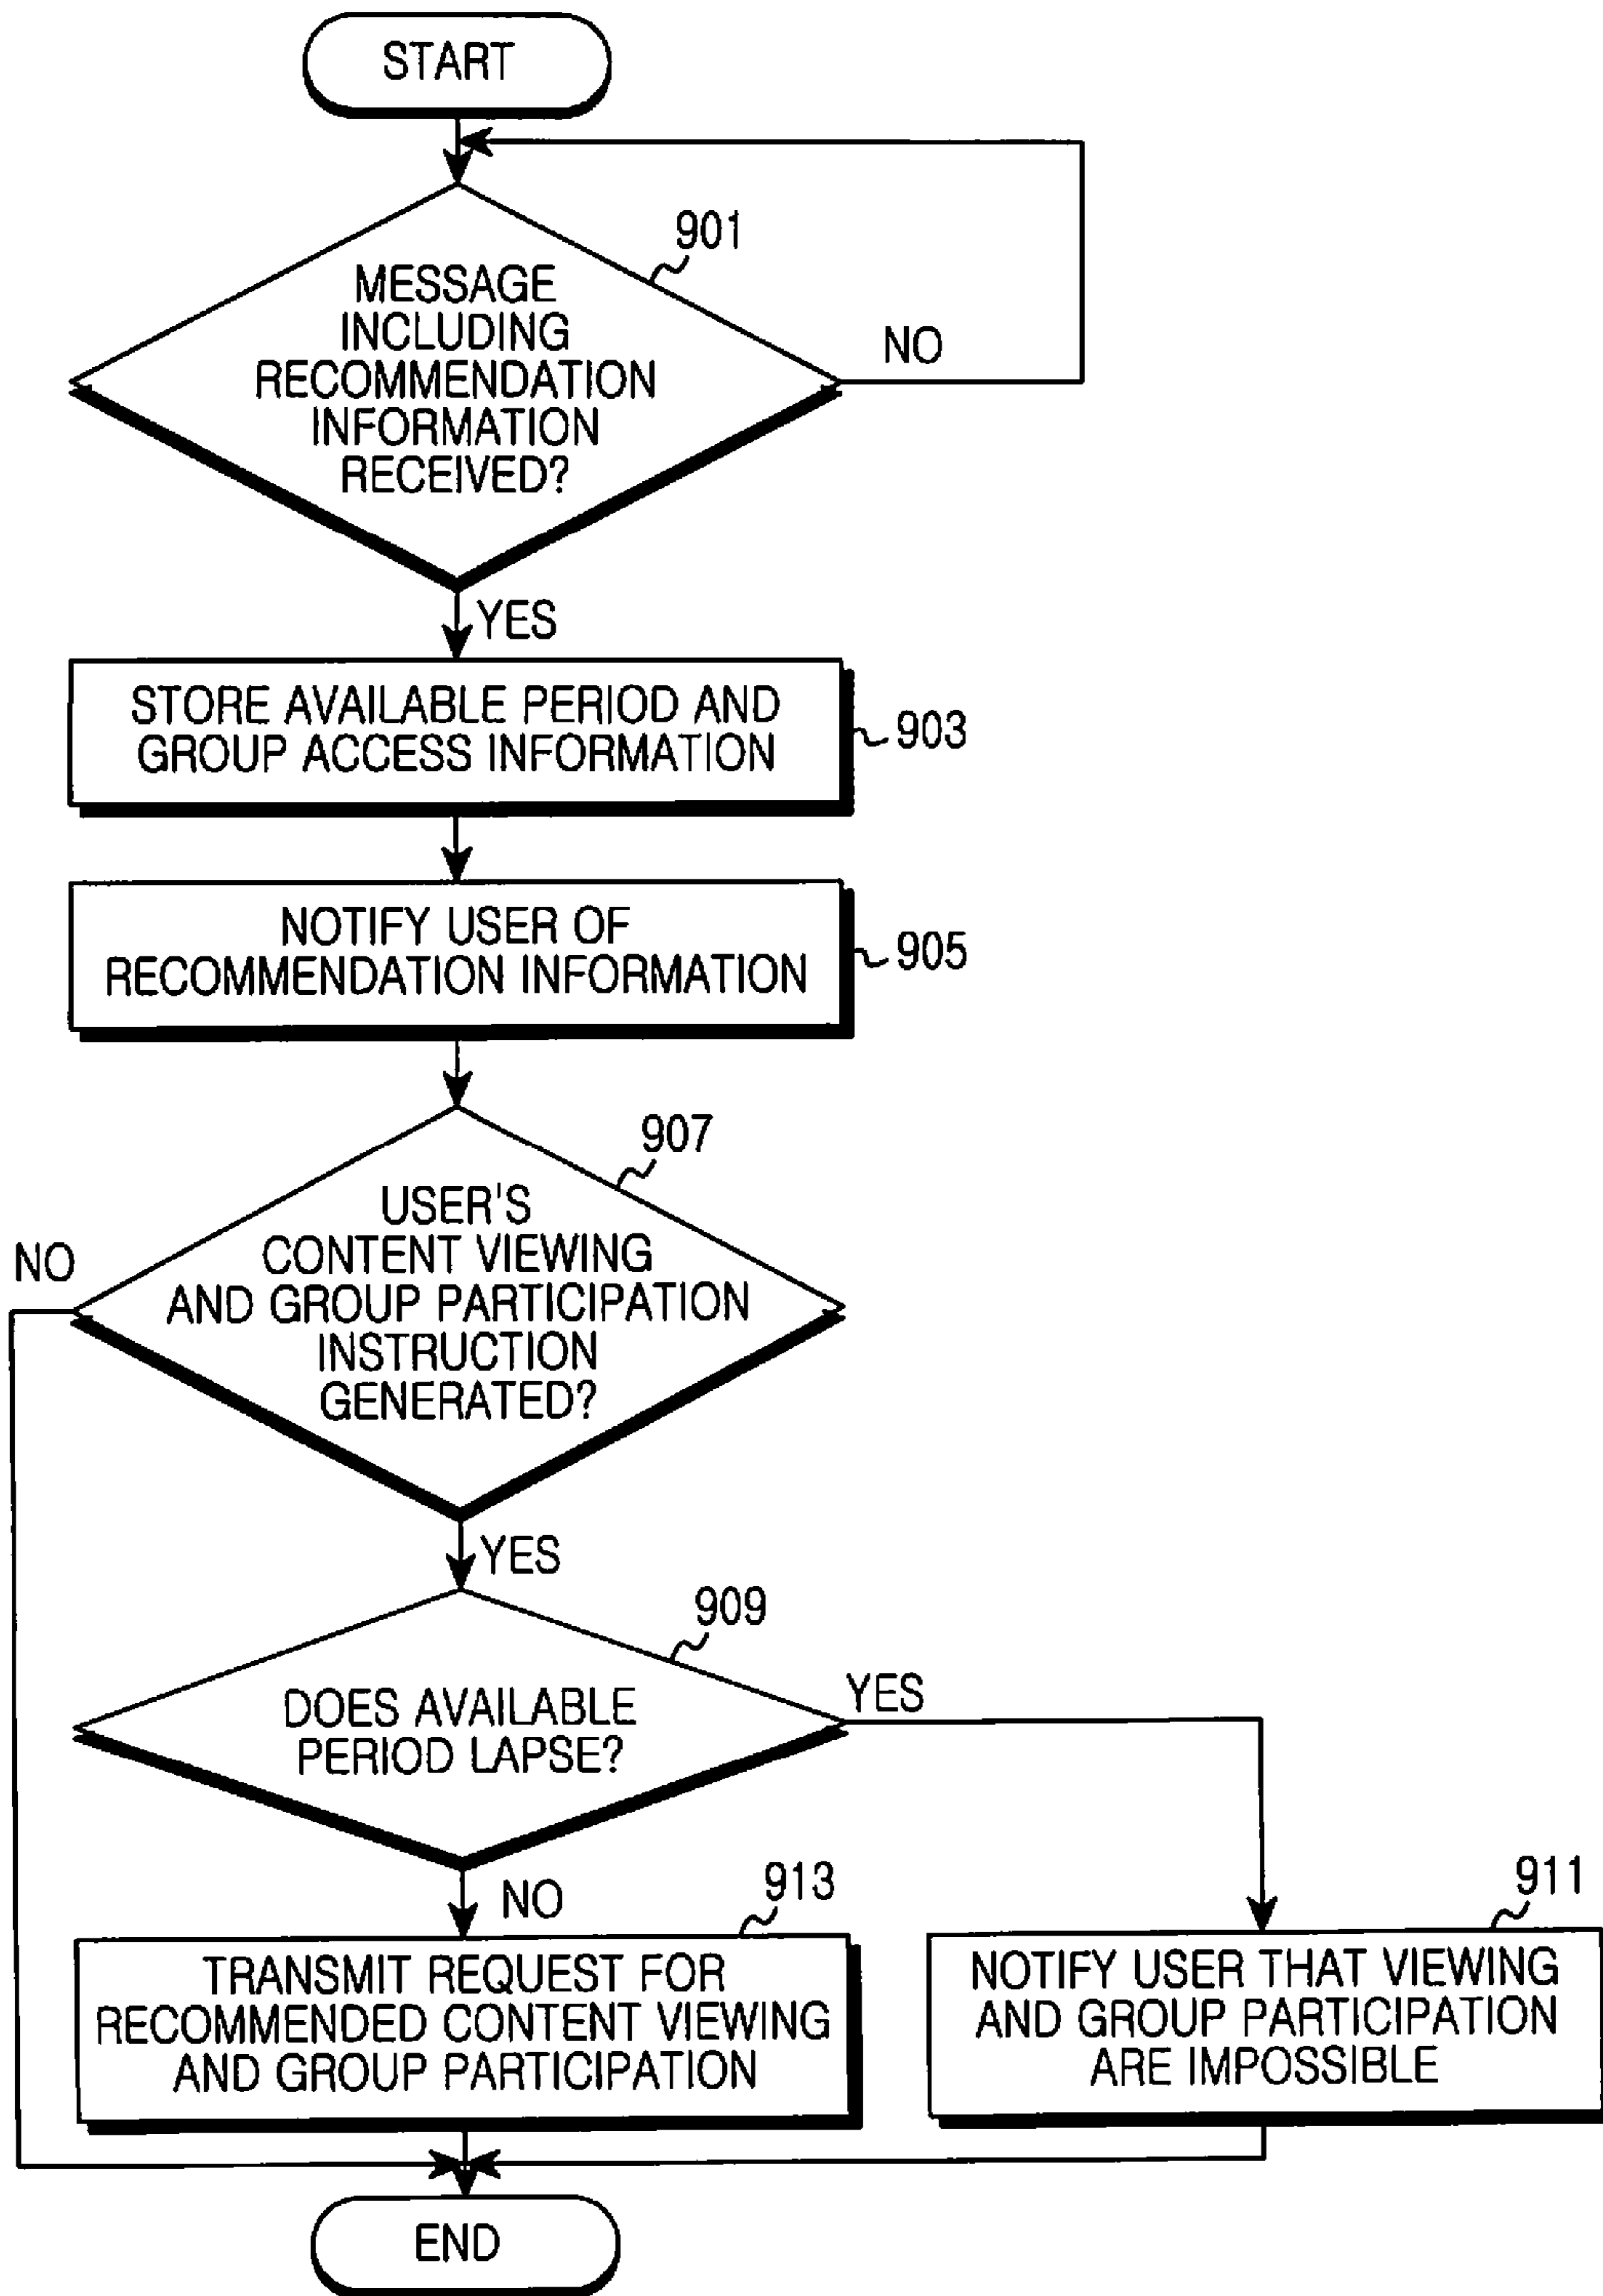 START
901
MESSAGE
INCLUDING
RECOMMENDATION
INFORMATION
RECEIVED?
NO
YES
STORE AVAILABLE PERIOD AND
GROUP ACCESS INFORMATION
903
NOTIFY USER OF
RECOMMENDATION INFORMATION
905
907
USER'S
CONTENT VIEWING
AND GROUP PARTICIPATION
INSTRUCTION
GENERATED?
NO
YES
909
DOES AVAILABLE
PERIOD LAPSE?
YES
NO
913
TRANSMIT REQUEST FOR
RECOMMENDED CONTENT VIEWING
AND GROUP PARTICIPATION
911
NOTIFY USER THAT VIEWING
AND GROUP PARTICIPATION
ARE IMPOSSIBLE
END